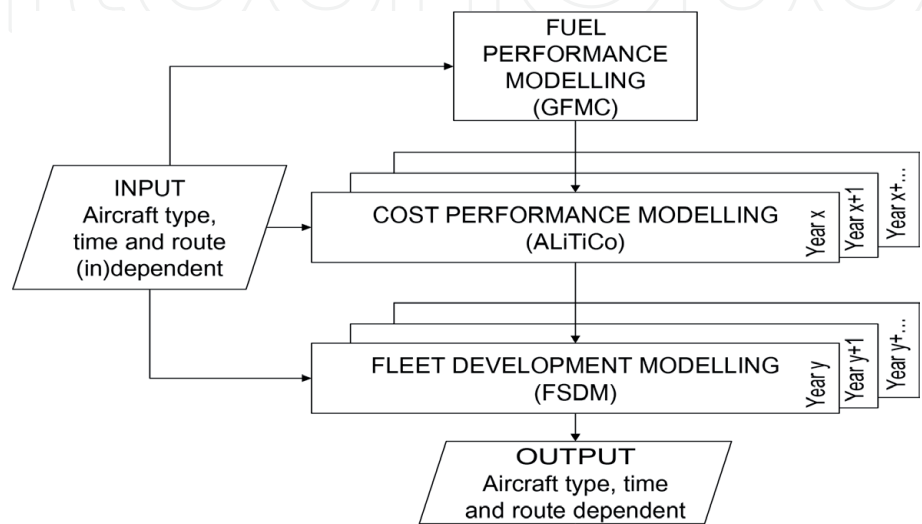 FUEL
PERFORMANCE
MODELLING
(GFMC)
INPUT
Aircraft type,
time and route
(in)dependent
COST PERFORMANCE MODELLING
(ALiTiCo)
Year x
Year x+1
Year x+...
FLEET DEVELOPMENT MODELLING
(FSDM)
Year y
Year y+1
Year y+...
OUTPUT
Aircraft type, time
and route dependent